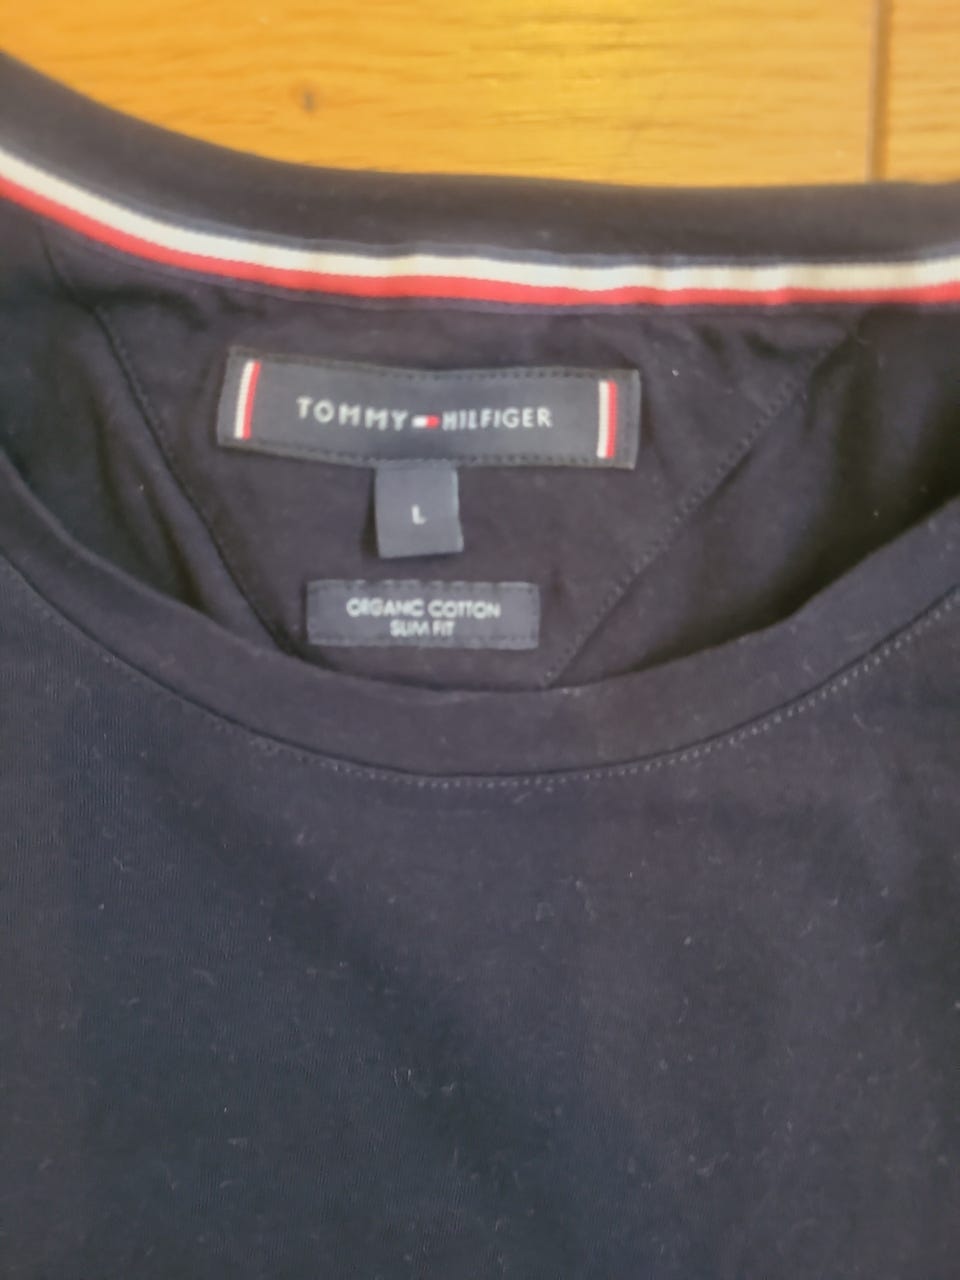 TOMMY HILFIGER
L
ORGANIC COTTON
SLIM FIT